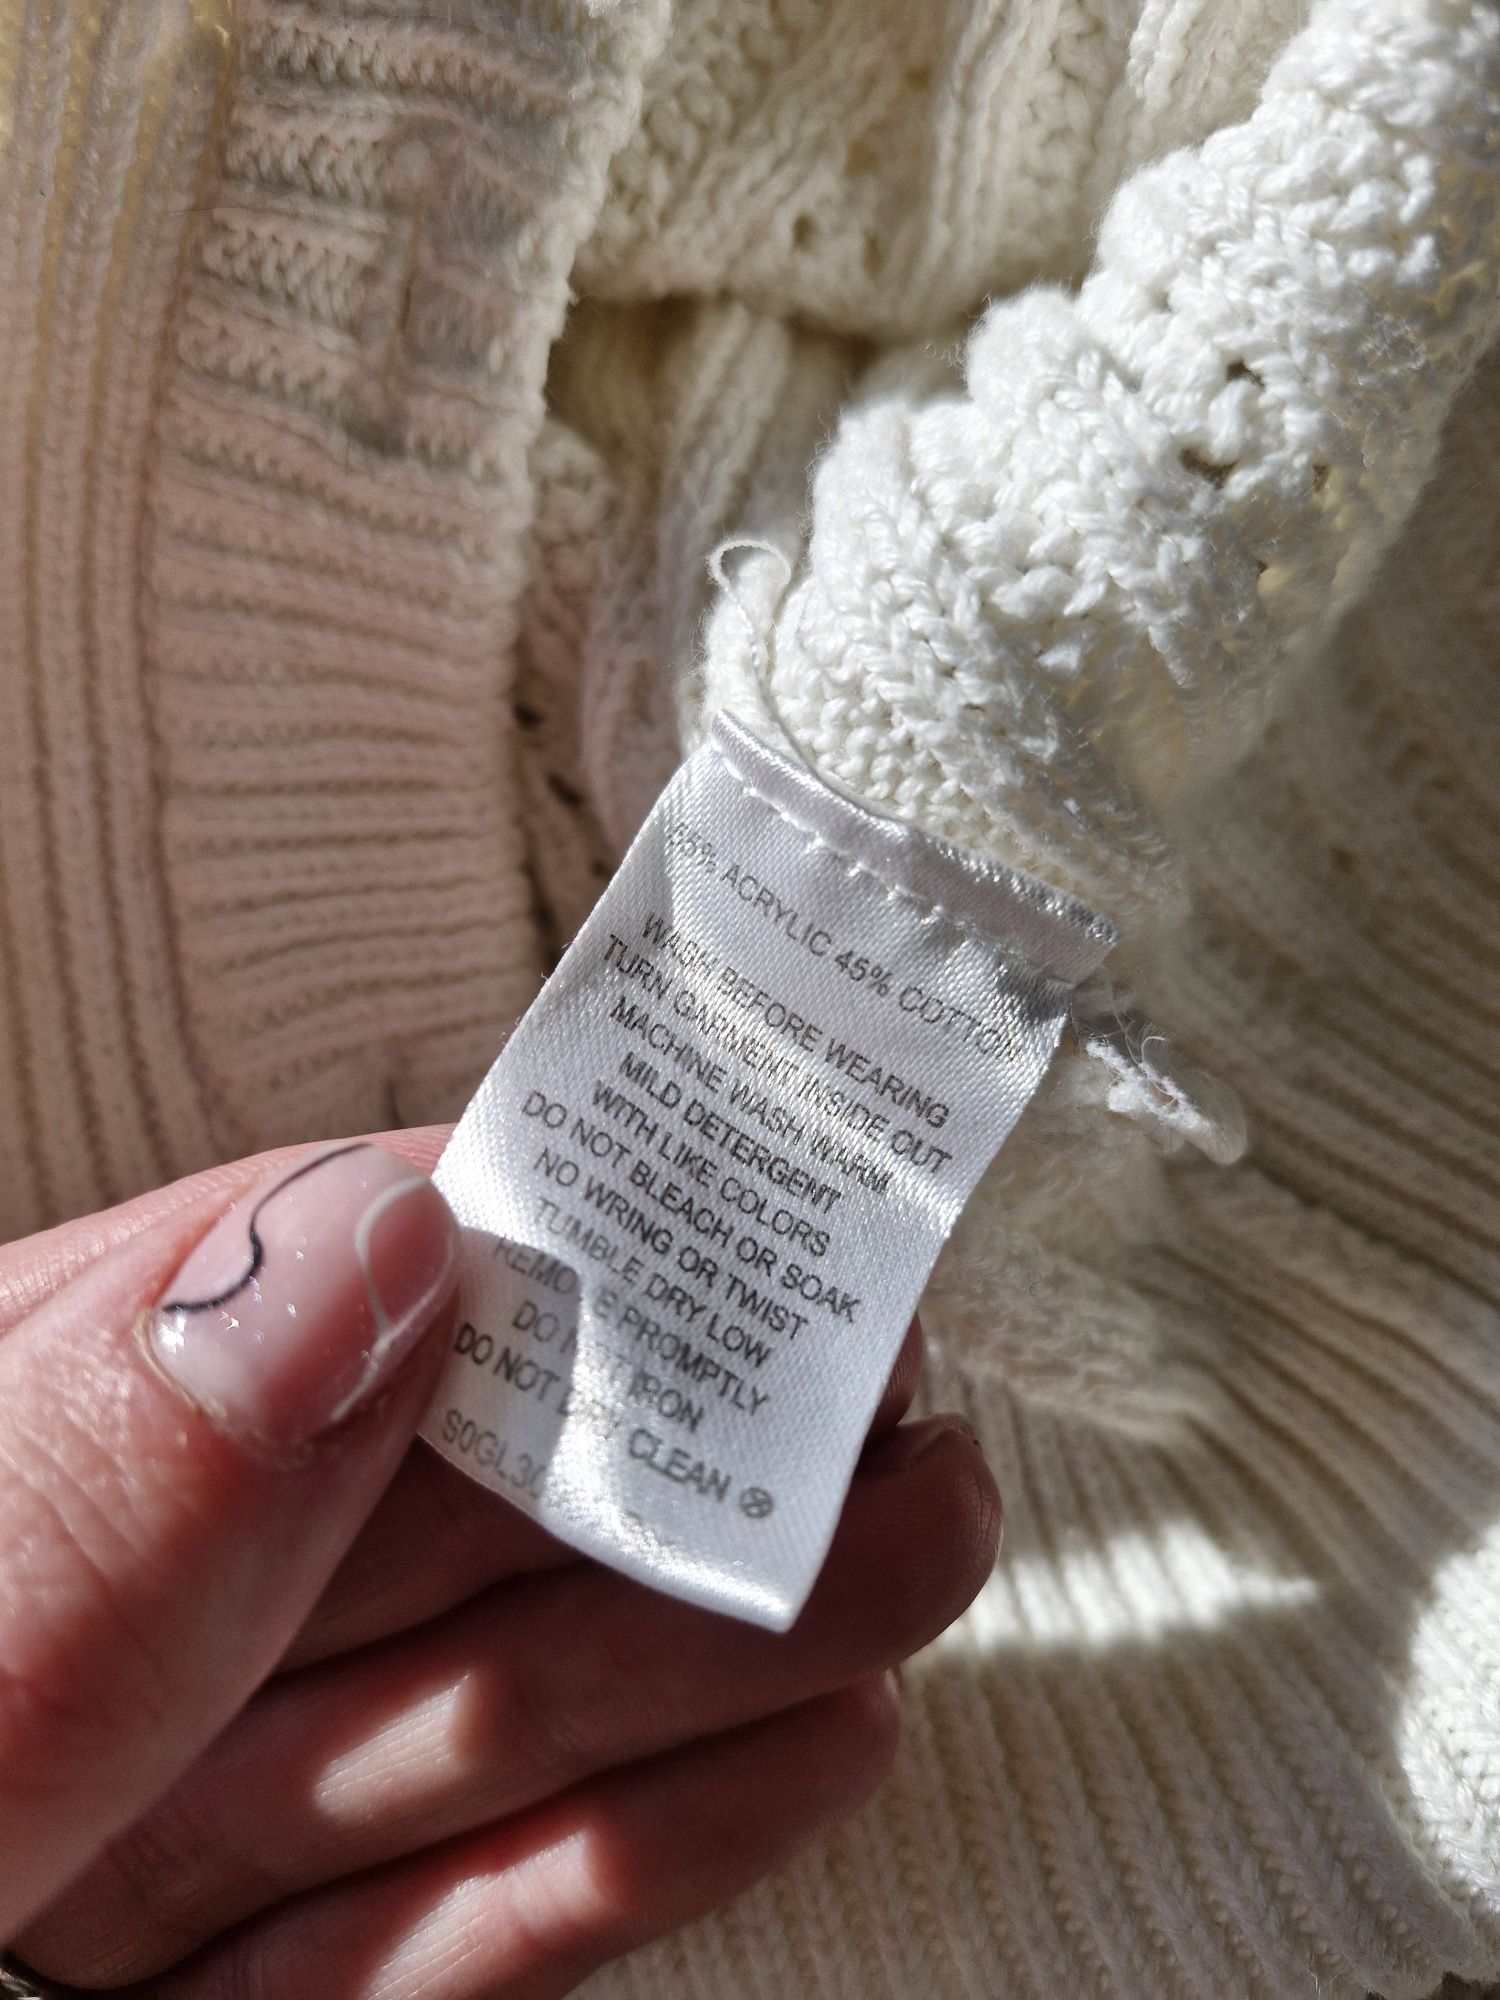 ACRYLIC 45% COTTON
WASH BEFORE WEARING
TURN GARMENT INSIDE OUT
MACHINE WASH WARM
MILD DETERGENT
WITH LIKE COLORS
DO NOT BLEACH OR SOAK
NO WRING OR TWIST
TUMBLE DRY LOW
REMOVE PROMPTLY
DO NOT IRON
DO NOT DRY CLEAN